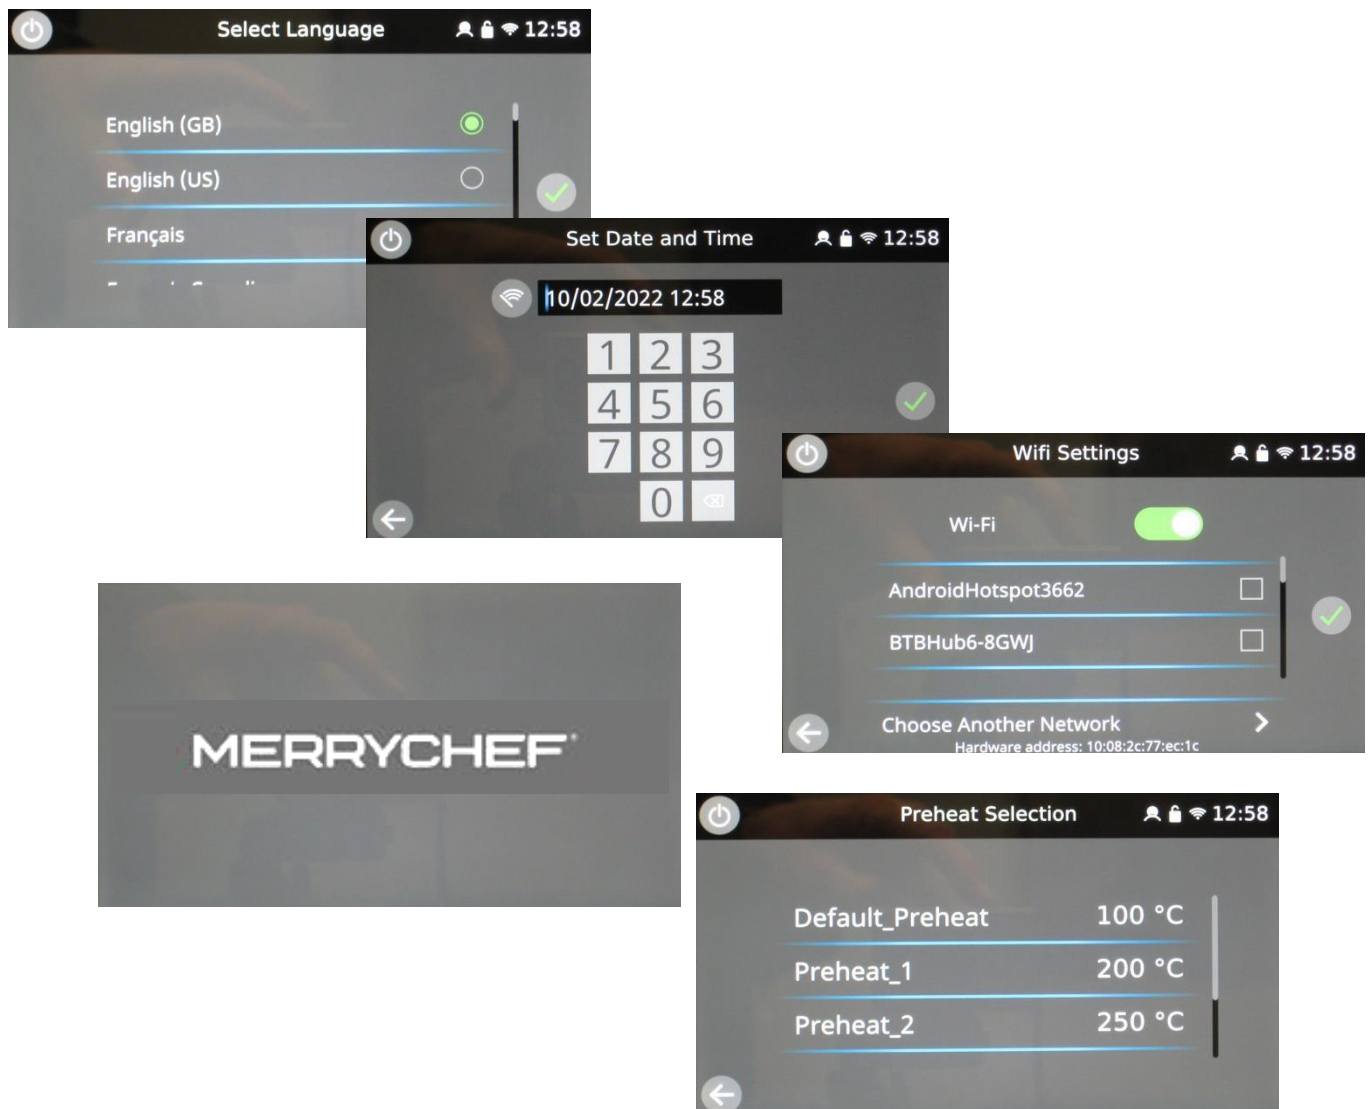 Select Language
12:58
English (GB)
English (US)
Français
Set Date and Time
12:58
10/02/2022 12:58
1 2 3
4 5 6
7 8 9
0
Wifi Settings
12:58
Wi-Fi
AndroidHotspot3662
BTBHub6-8GWJ
Choose Another Network
Hardware address: 10:08:2c:77:ec:1c
MERRYCHEF
Preheat Selection
12:58
Default_Preheat 100 °C
Preheat_1 200 °C
Preheat_2 250 °C